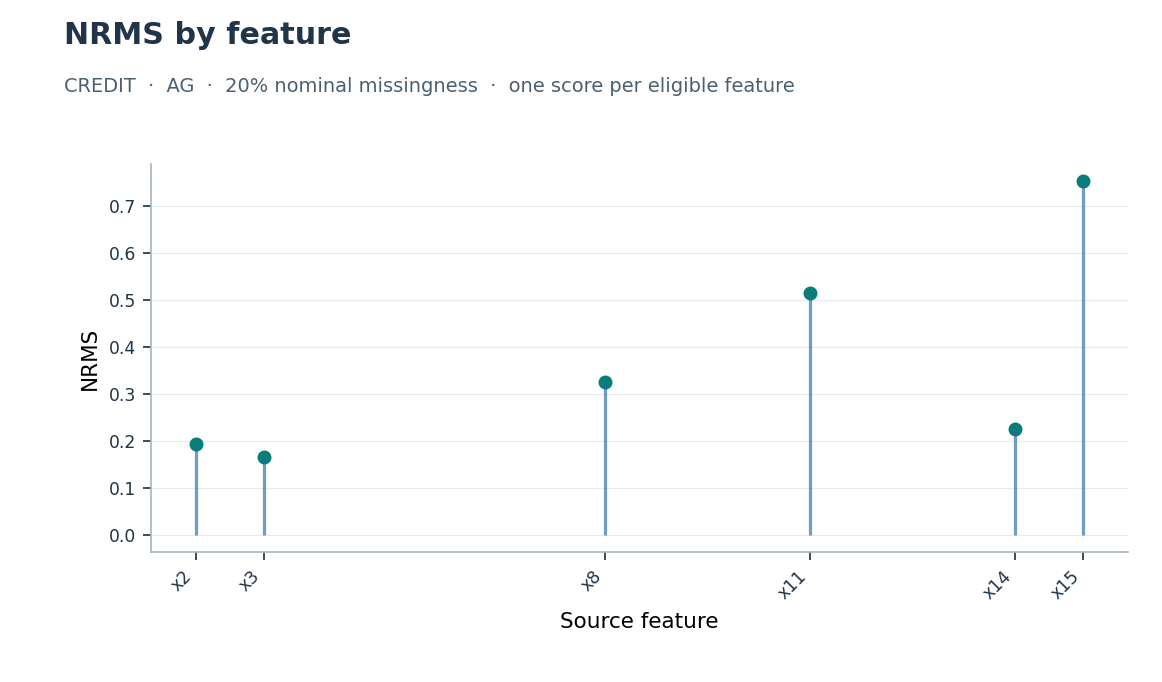 NRMS by feature
CREDIT · AG · 20% nominal missingness · one score per eligible feature
0.7
0.6
0.5
0.4
0.3
0.2
0.1
0.0
NRMS
x2 x3 x8 x11 x14 x15
Source feature